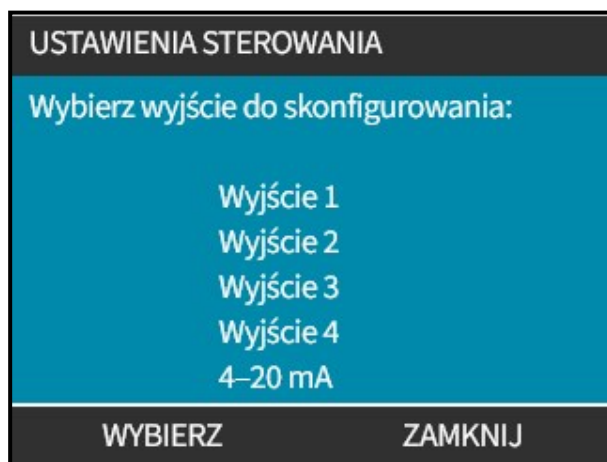 USTAWIENIA STEROWANIA
Wybierz wyjście do skonfigurowania:
Wyjście 1
Wyjście 2
Wyjście 3
Wyjście 4
4–20 mA
WYBIERZ ZAMKNIJ